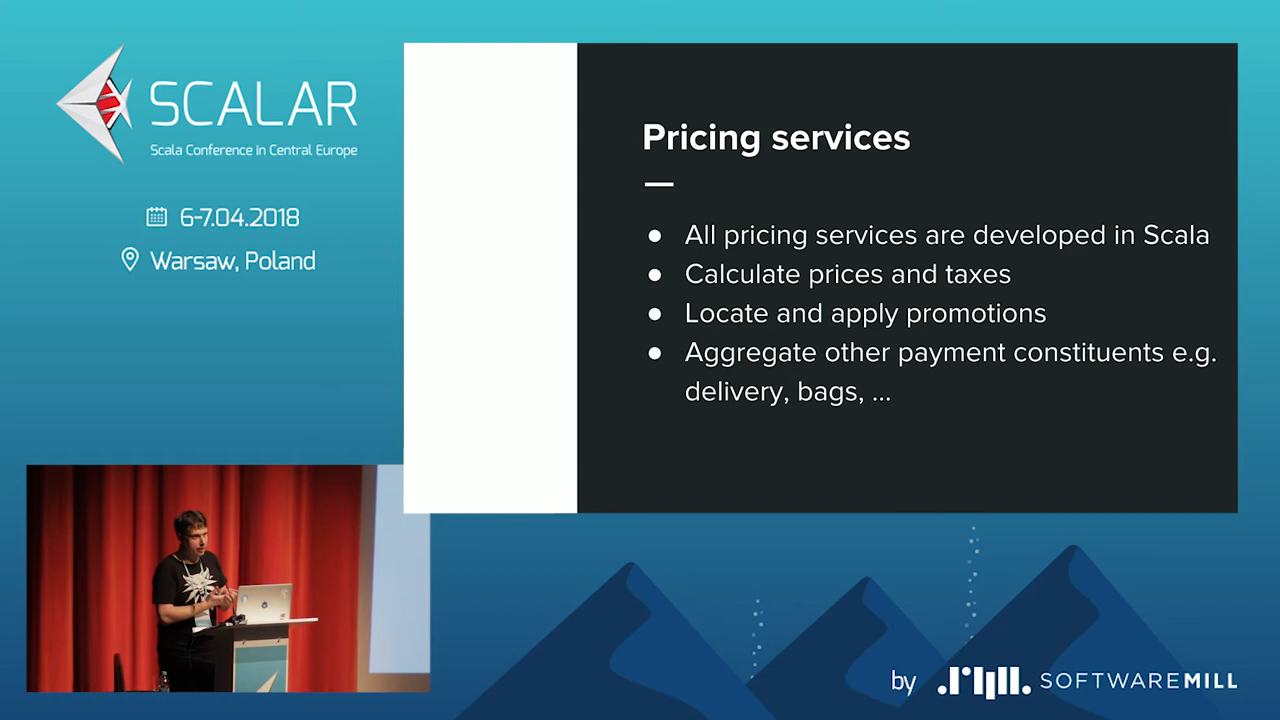 SCALAR
Scala Conference in Central Europe
6-7.04.2018
Warsaw, Poland
Pricing services
● All pricing services are developed in Scala
● Calculate prices and taxes
● Locate and apply promotions
● Aggregate other payment constituents e.g.
delivery, bags, ...
by SOFTWAREMILL